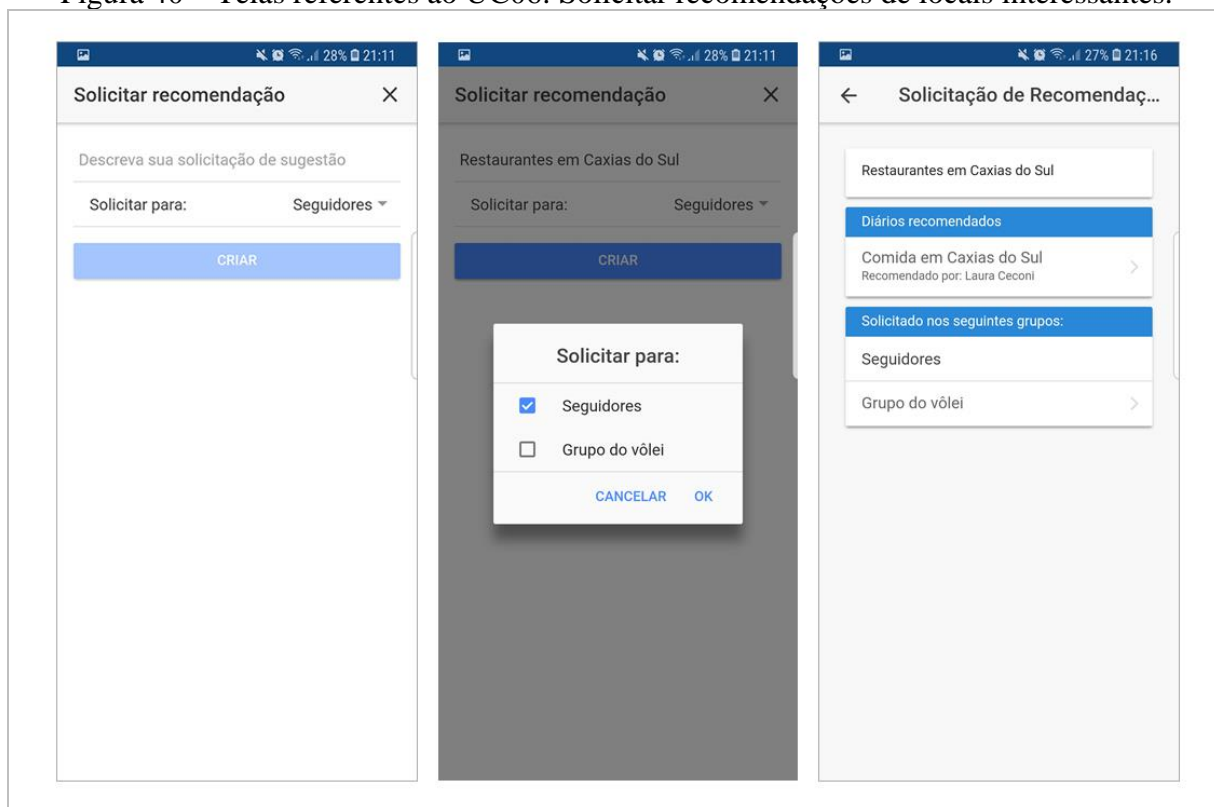 Figura 40 – Telas referentes ao UC06: Solicitar recomendações de locais interessantes.
28% 21:11
Solicitar recomendação
Descreva sua solicitação de sugestão
Solicitar para: Seguidores
CRIAR
28% 21:11
Solicitar recomendação
Restaurantes em Caxias do Sul
Solicitar para: Seguidores
CRIAR
Solicitar para:
Seguidores
Grupo do vôlei
CANCELAR OK
27% 21:16
Solicitação de Recomendaç...
Restaurantes em Caxias do Sul
Diários recomendados
Comida em Caxias do Sul
Recomendado por: Laura Ceconi
Solicitado nos seguintes grupos:
Seguidores
Grupo do vôlei